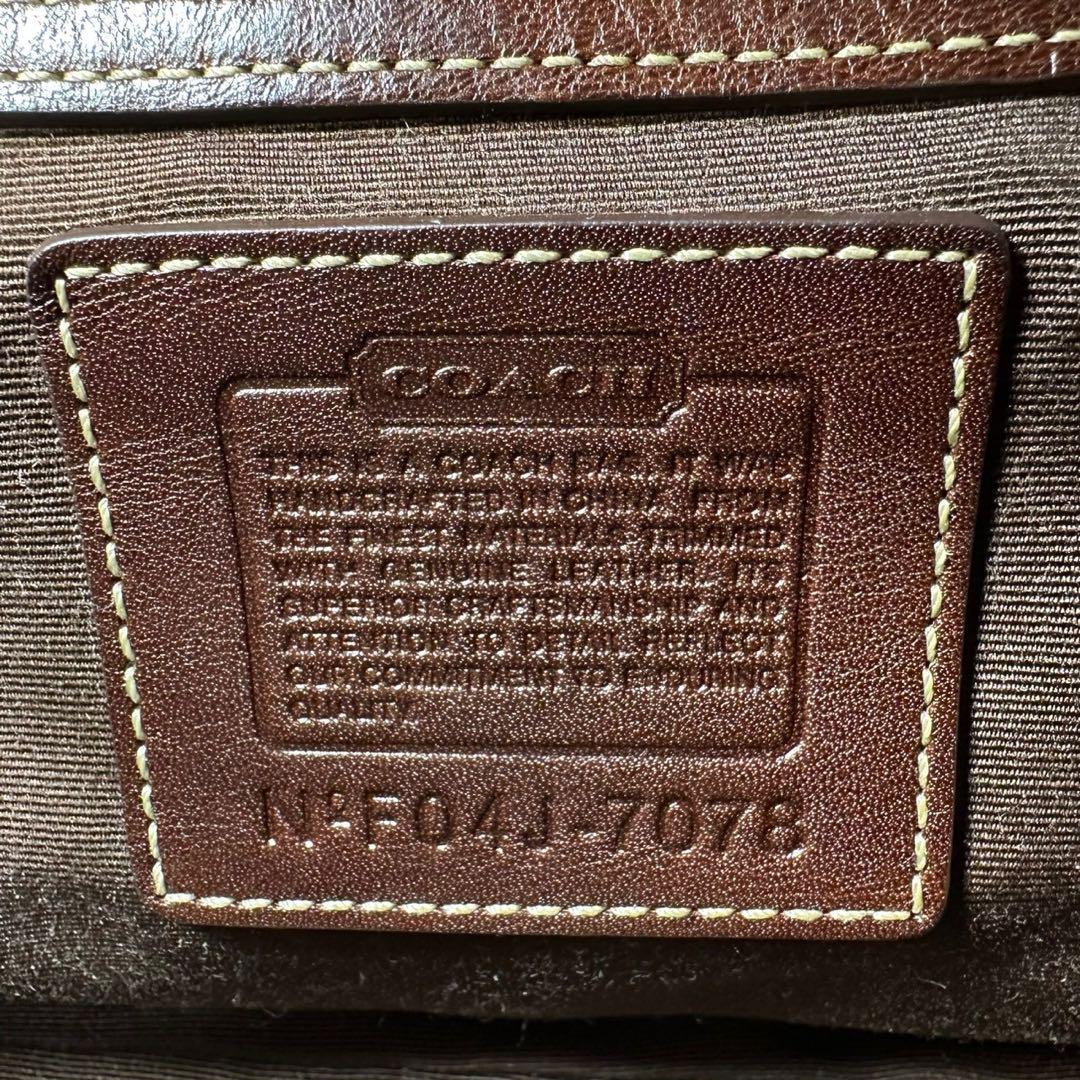 COACH
THIS IS A COACH BAG. IT WAS
HANDCRAFTED IN CHINA FROM
THE FINEST MATERIALS TRIMMED
WITH GENUINE LEATHER. ITS
SUPERIOR CRAFTSMANSHIP AND
ATTENTION TO DETAIL REFLECT
OUR COMMITMENT TO ENDURING
QUALITY.
No F04J-7078